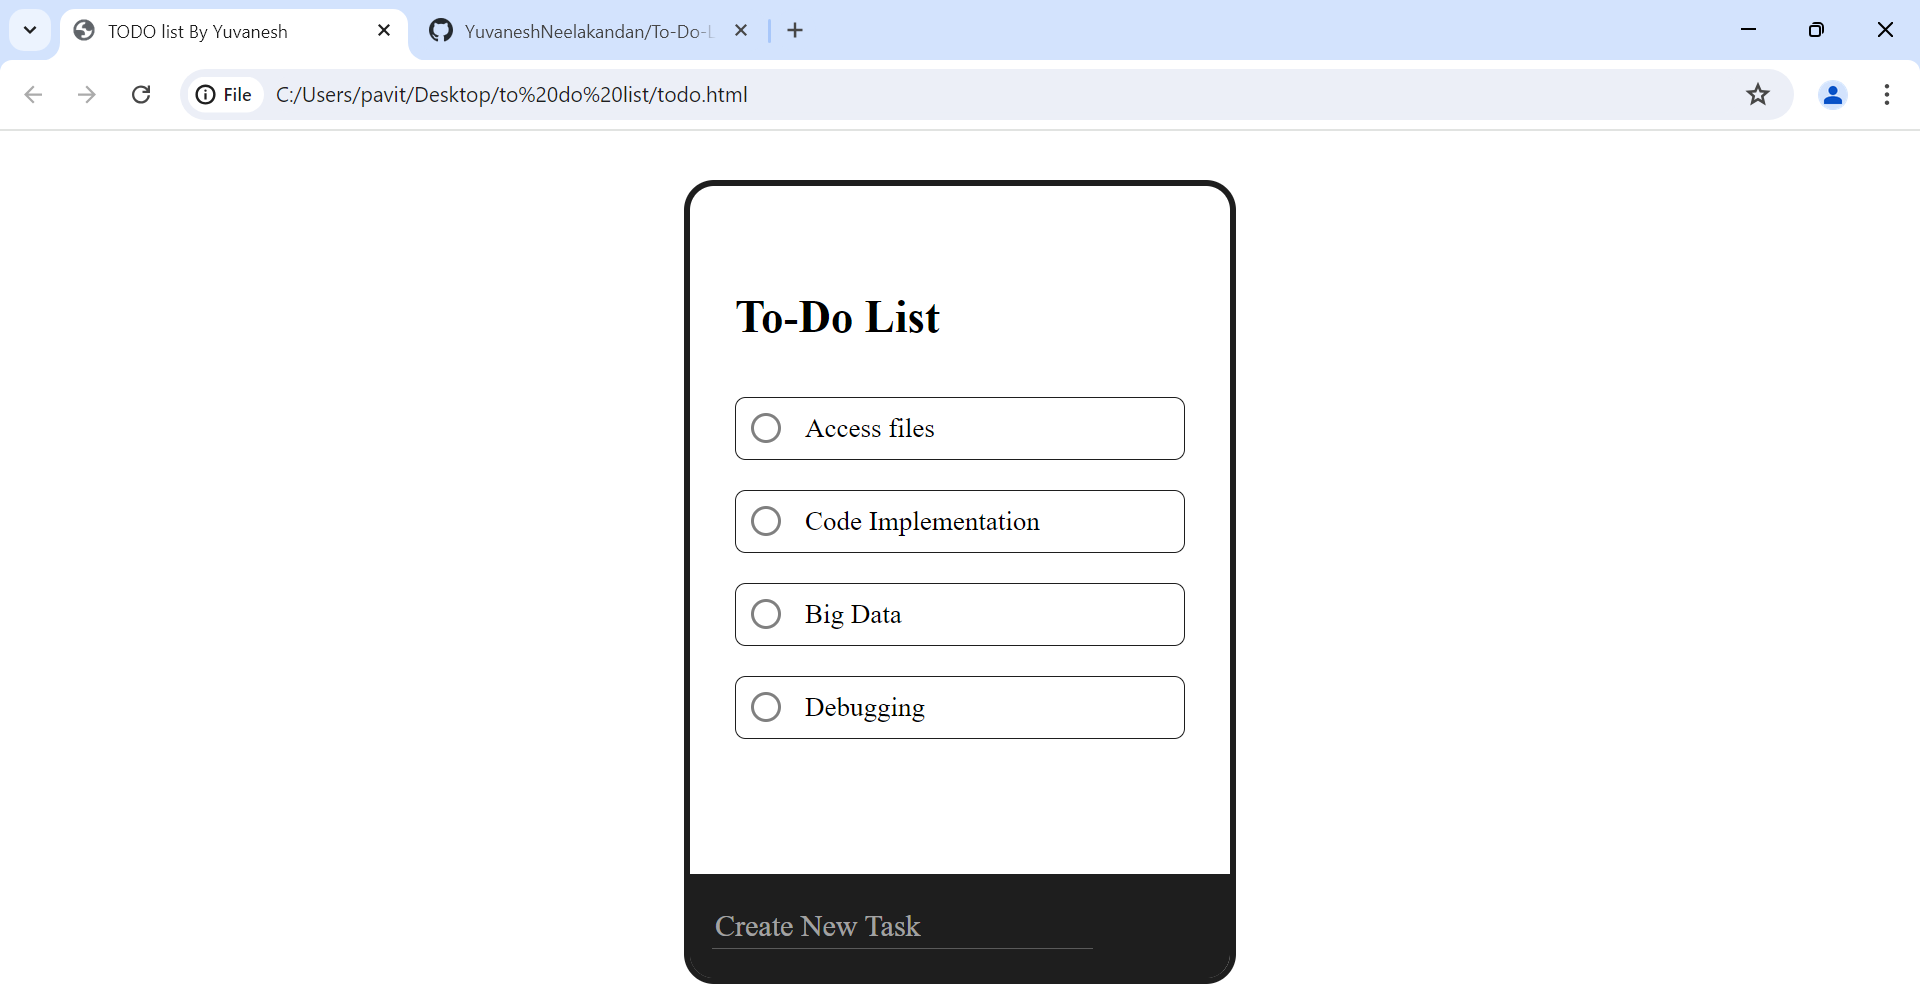 TODO list By Yuvanesh
YuvaneshNeelakandan/To-Do-L
File
C:/Users/pavit/Desktop/to%20do%20list/todo.html
To-Do List
Access files
Code Implementation
Big Data
Debugging
Create New Task